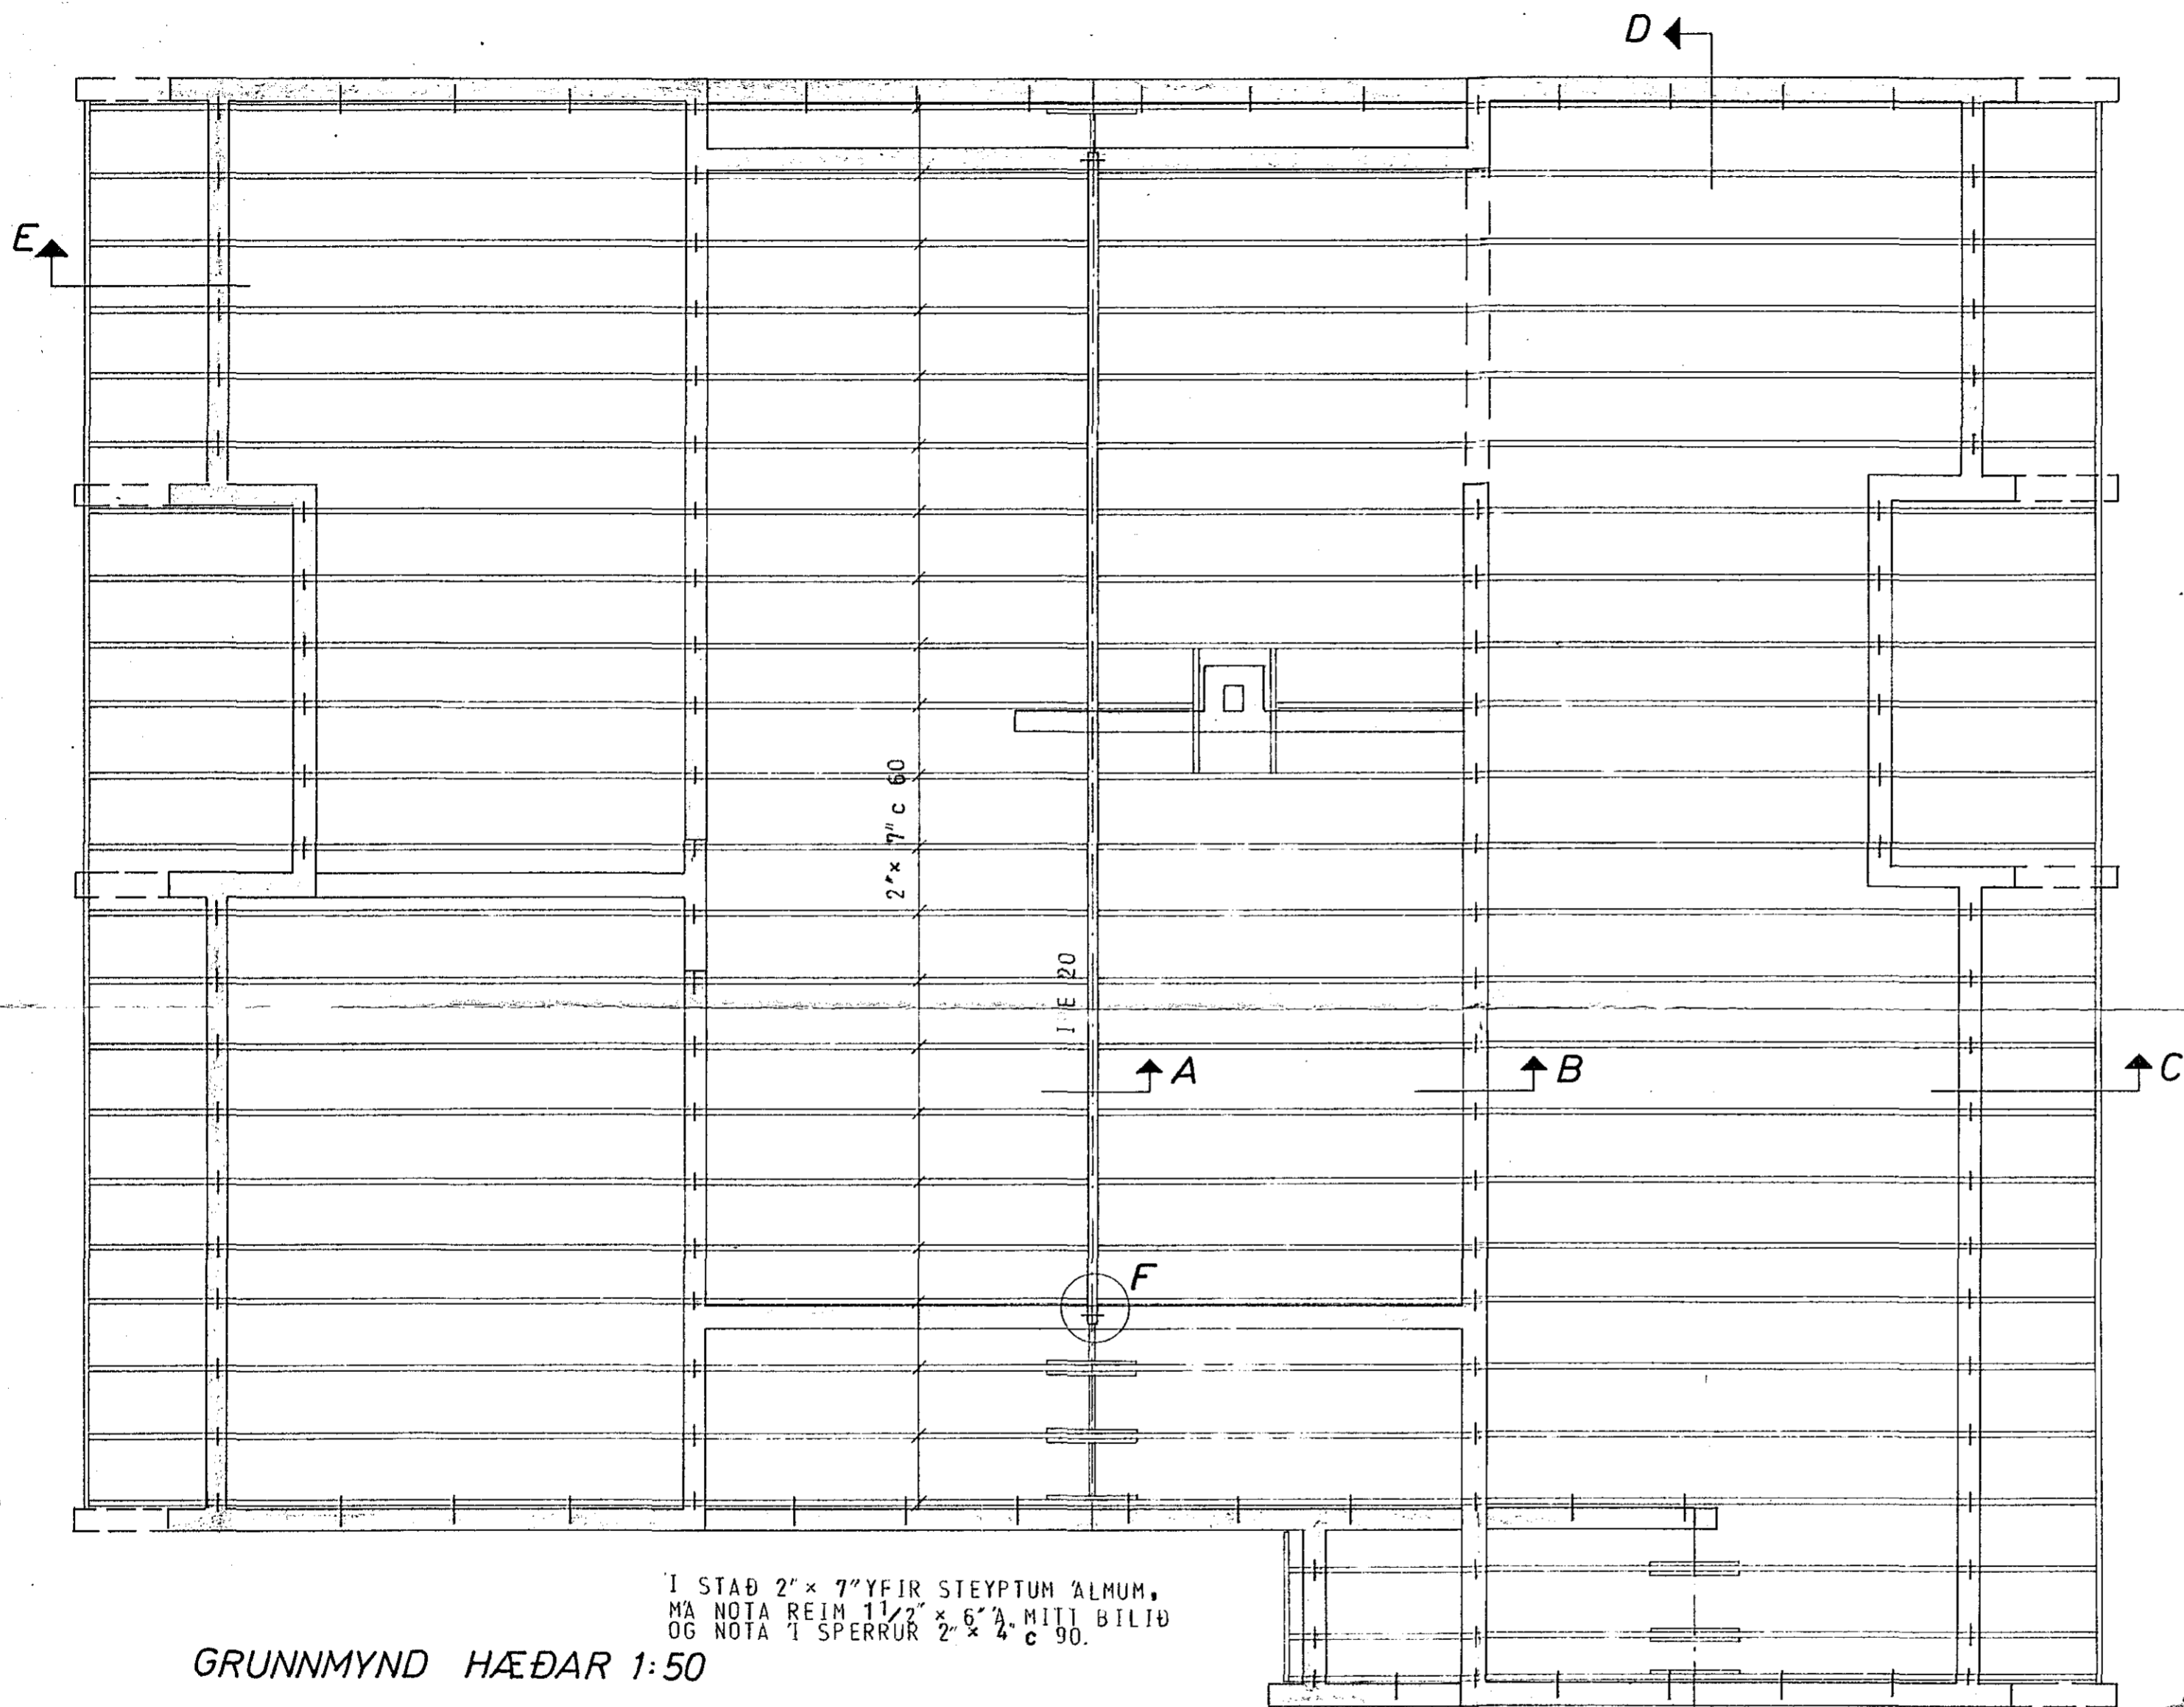 D
E
2"x 7" c 60
I PE 20
A
B
C
F
Í STAÐ 2" x 7" YFIR STEYPTUM ÁLMUM,
MÁ NOTA REIM 1 1/2" x 6" Á MITT BILIÐ
OG NOTA Í SPERRUR 2" x 4" c 90.
GRUNNMYND HÆÐAR 1:50